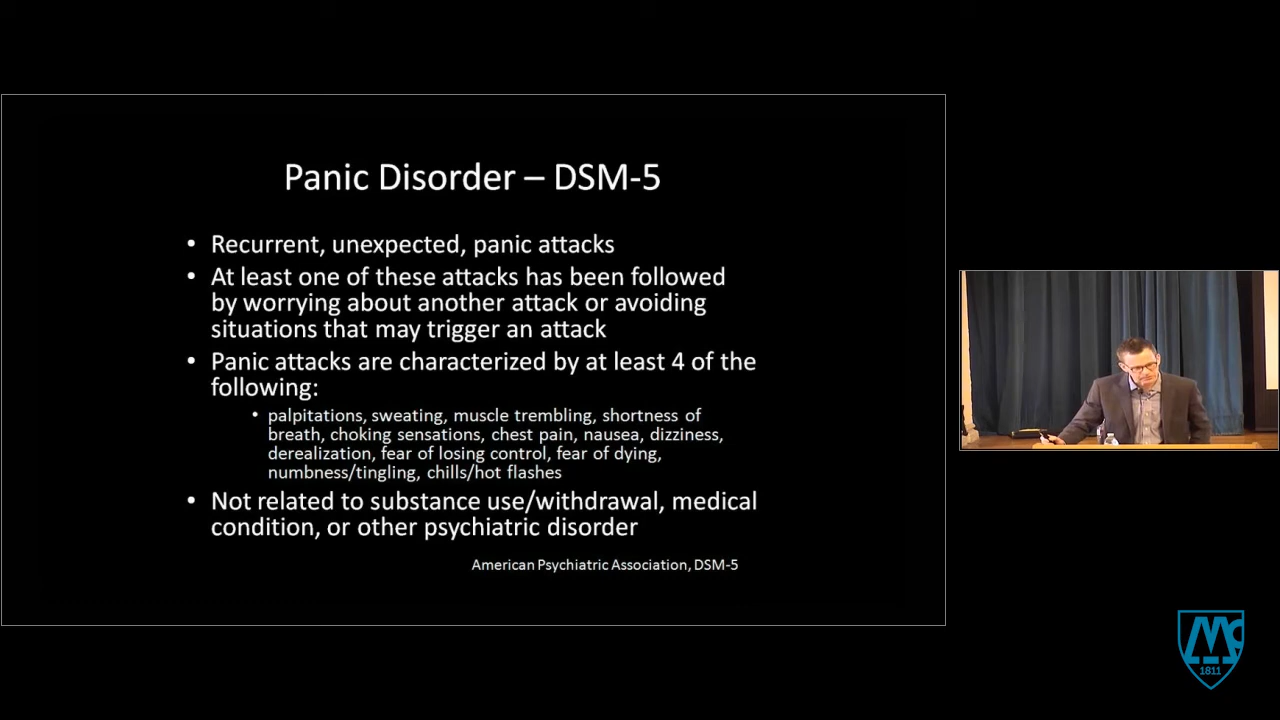 Panic Disorder – DSM-5
• Recurrent, unexpected, panic attacks
• At least one of these attacks has been followed
by worrying about another attack or avoiding
situations that may trigger an attack
• Panic attacks are characterized by at least 4 of the
following:
• palpitations, sweating, muscle trembling, shortness of
breath, choking sensations, chest pain, nausea, dizziness,
derealization, fear of losing control, fear of dying,
numbness/tingling, chills/hot flashes
• Not related to substance use/withdrawal, medical
condition, or other psychiatric disorder
American Psychiatric Association, DSM-5
Mc
1811